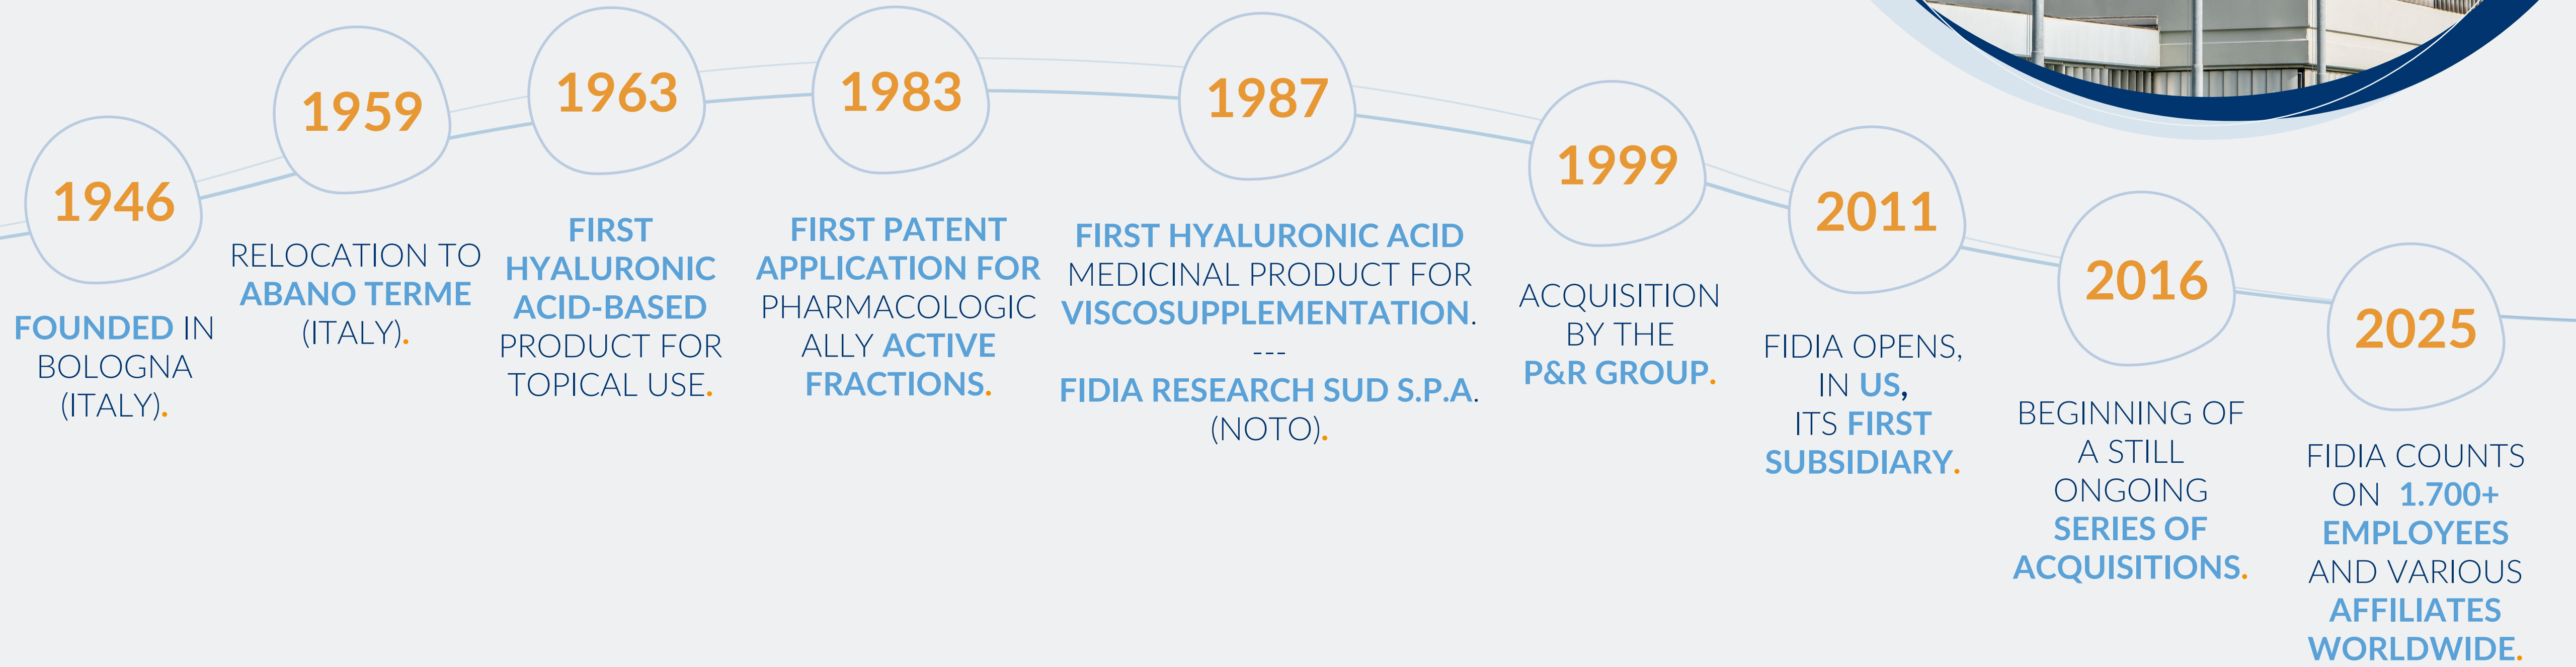 1946
FOUNDED IN
BOLOGNA
(ITALY).
1959
RELOCATION TO
ABANO TERME
(ITALY).
1963
FIRST
HYALURONIC
ACID-BASED
PRODUCT FOR
TOPICAL USE.
1983
FIRST PATENT
APPLICATION FOR
PHARMACOLOGIC
ALLY ACTIVE
FRACTIONS.
1987
FIRST HYALURONIC ACID
MEDICINAL PRODUCT FOR
VISCOSUPPLEMENTATION.
---
FIDIA RESEARCH SUD S.P.A.
(NOTO).
1999
ACQUISITION
BY THE
P&R GROUP.
2011
FIDIA OPENS,
IN US,
ITS FIRST
SUBSIDIARY.
2016
BEGINNING OF
A STILL
ONGOING
SERIES OF
ACQUISITIONS.
2025
FIDIA COUNTS
ON 1.700+
EMPLOYEES
AND VARIOUS
AFFILIATES
WORLDWIDE.